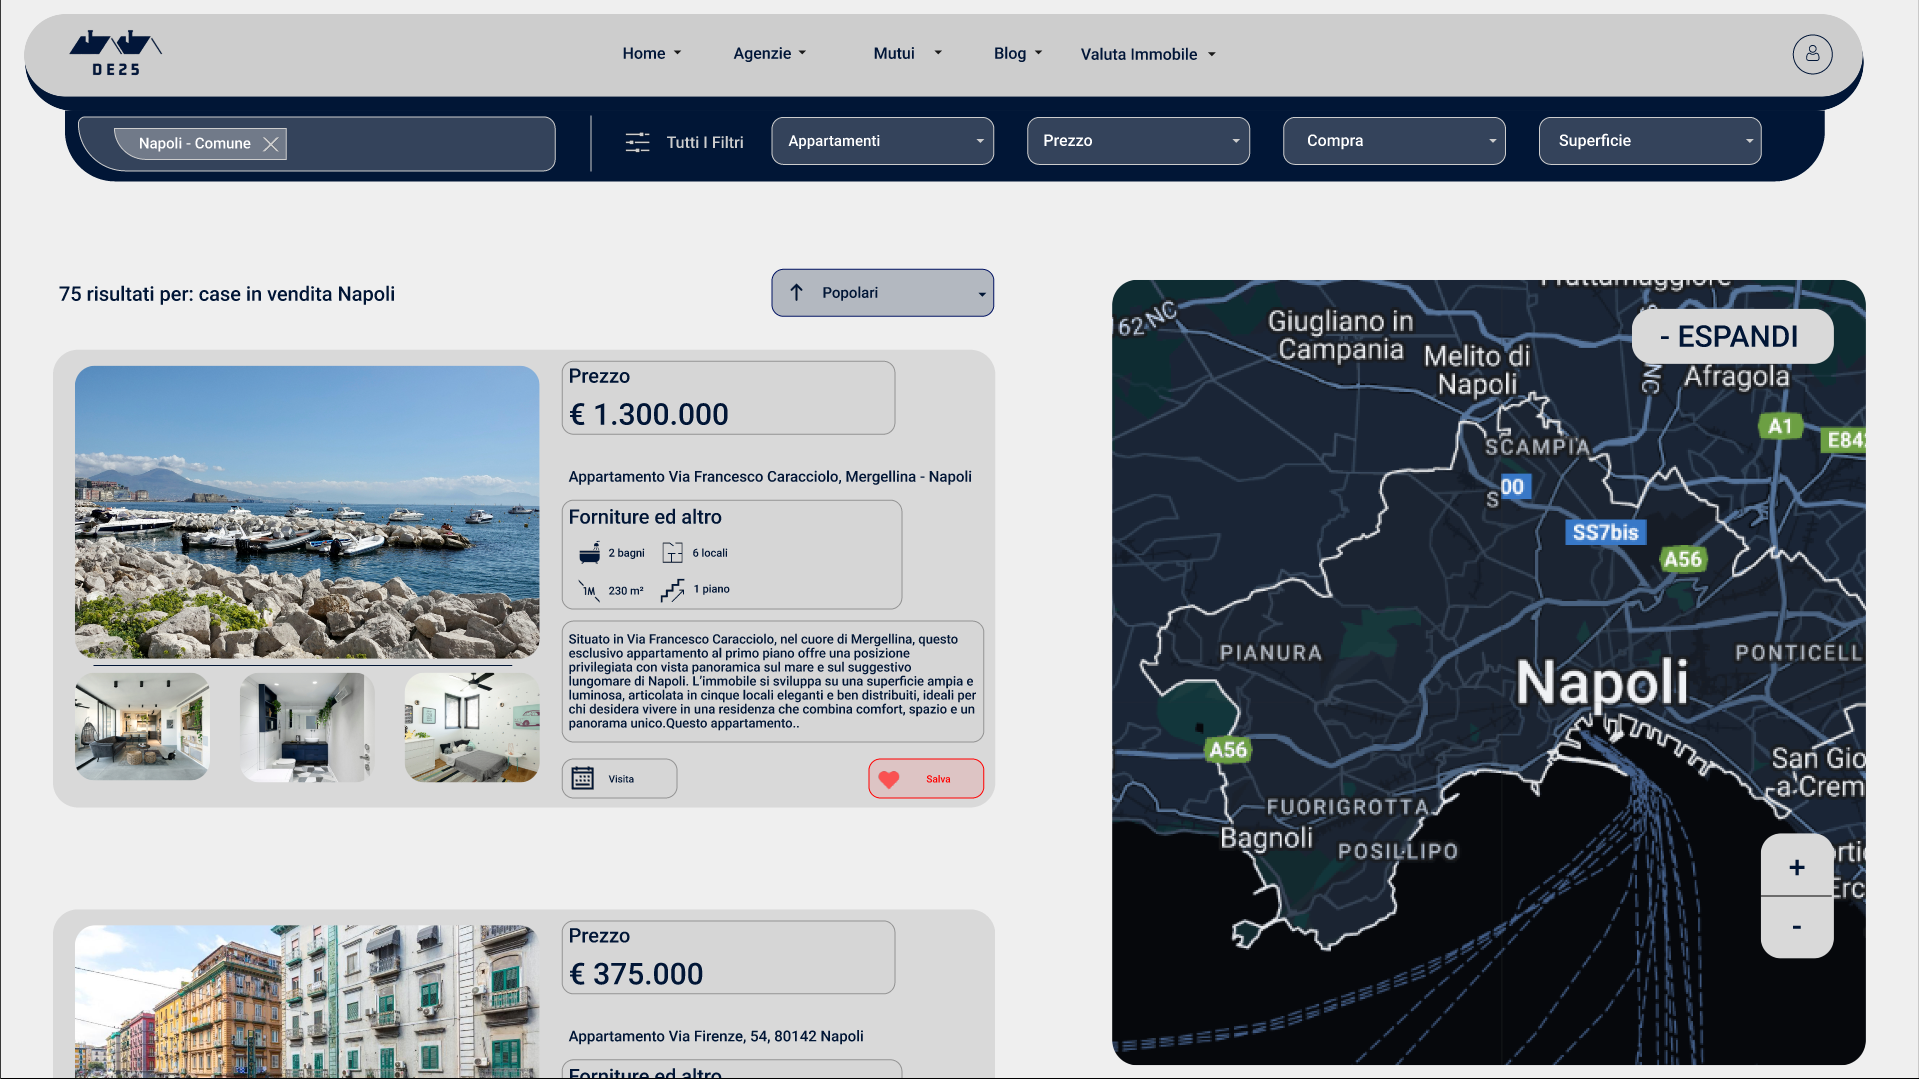 DE25
Home
Agenzie
Mutui
Blog
Valuta Immobile
Napoli - Comune
Tutti I Filtri
Appartamenti
Prezzo
Compra
Superficie
75 risultati per: case in vendita Napoli
Popolari
Prezzo
€ 1.300.000
Appartamento Via Francesco Caracciolo, Mergellina - Napoli
Forniture ed altro
2 bagni
6 locali
1M
230 m²
1 piano
Situato in Via Francesco Caracciolo, nel cuore di Mergellina, questo
esclusivo appartamento al primo piano offre una posizione
privilegiata con vista panoramica sul mare e sul suggestivo
lungomare di Napoli. L'immobile si sviluppa su una superficie ampia e
luminosa, articolata in cinque locali eleganti e ben distribuiti, ideali per
chi desidera vivere in una residenza che combina comfort, spazio e un
panorama unico.Questo appartamento..
Visita
Salva
Prezzo
€ 375.000
Appartamento Via Firenze, 54, 80142 Napoli
Forniture ed altro
62 NC
Giugliano in
Campania
Melito di
Napoli
- ESPANDI
NC
Afragola
A1
E84
SCAMPIA
00
S
SS7bis
A56
PIANURA
Napoli
PONTICELL
A56
San Gio
a Crem
FUORIGROTTA
Bagnoli
POSILLIPO
+
-